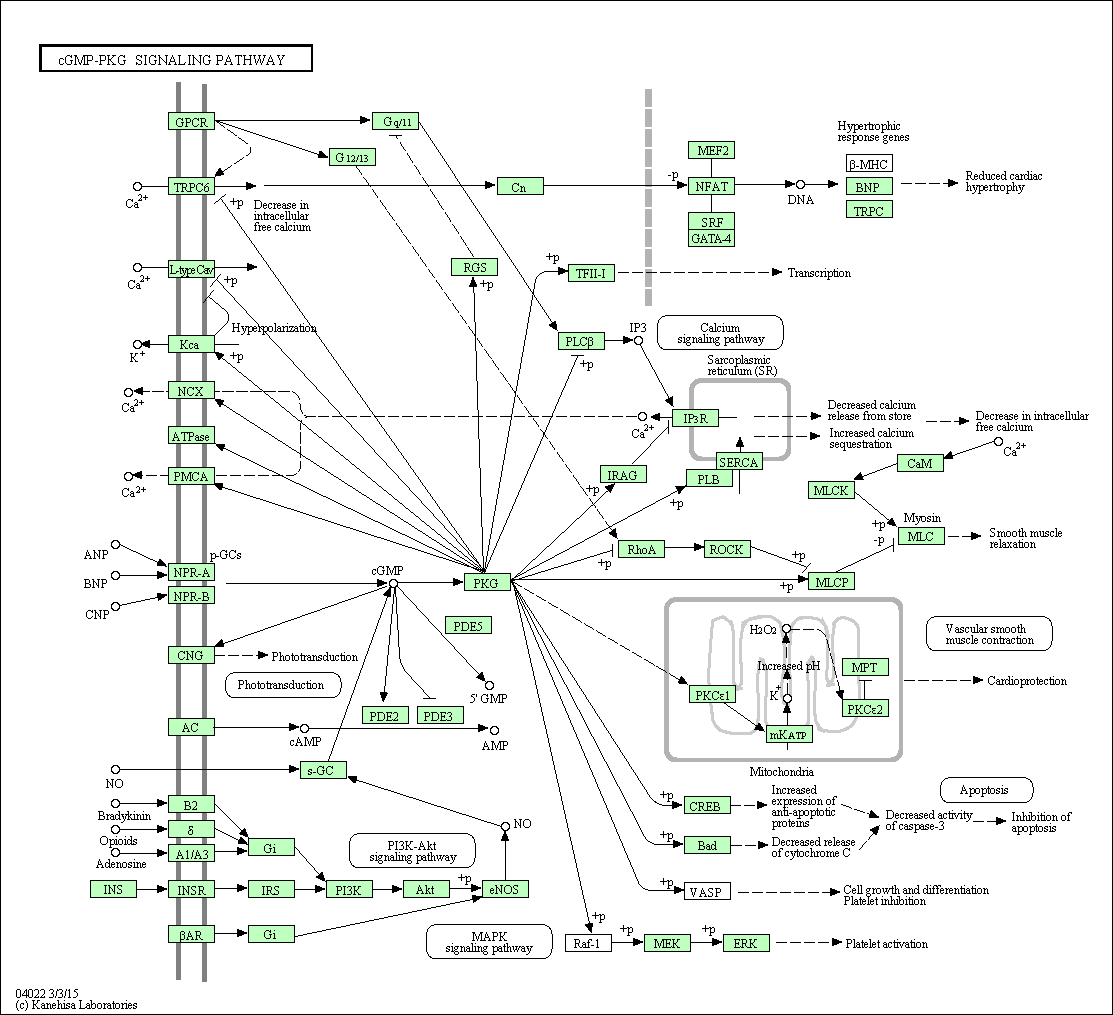 cGMP-PKG SIGNALING PATHWAY
GPCR
Gq/11
G12/13
Hypertrophic
response genes
MEF2
β-MHC
TRPC6
Ca2+
+p
Cn
-p
NFAT
DNA
BNP
TRPC
Reduced cardiac
hypertrophy
Decrease in
intracellular
free calcium
SRF
GATA-4
L-type Cav
Ca2+
+p
RGS
+p
+p
TFII-I
Transcription
Hyperpolarization
Kca
K+
+p
PLCβ
+p
IP3
Calcium
signaling pathway
Sarcoplasmic
reticulum (SR)
NCX
Ca2+
Ca2+
IP3R
Decreased calcium
release from store
Increased calcium
sequestration
Decrease in intracellular
free calcium
Ca2+
ATPase
PMCA
Ca2+
IRAG
+p
SERCA
PLB
+p
CaM
MLCK
+p
-p
Myosin
MLC
Smooth muscle
relaxation
ANP
BNP
CNP
p-GCs
NPR-A
NPR-B
cGMP
PKG
RhoA
+p
ROCK
+p
MLCP
+p
PDE5
CNG
Phototransduction
Phototransduction
5' GMP
PDE2
PDE3
H2O2
Increased pH
K+
MPT
PKCε1
PKCε2
mKATP
Mitochondria
Vascular smooth
muscle contraction
Cardioprotection
AC
cAMP
AMP
NO
s-GC
Bradykinin
B2
Opioids
δ
Adenosine
A1/A3
Gi
NO
PI3K-Akt
signaling pathway
INS
INSR
IRS
PI3K
Akt
+p
eNOS
βAR
Gi
MAPK
signaling pathway
+p
CREB
Increased
expression of
anti-apoptotic
proteins
Apoptosis
Decreased activity
of caspase-3
Inhibition of
apoptosis
+p
Bad
Decreased release
of cytochrome C
+p
VASP
Cell growth and differentiation
Platelet inhibition
+p
Raf-1
+p
MEK
+p
ERK
Platelet activation
04022 3/3/15
(c) Kanehisa Laboratories